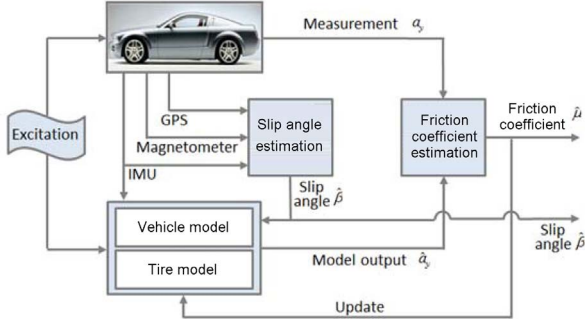 Measurement a_y
Excitation
GPS
Magnetometer
IMU
Slip angle
estimation
Friction
coefficient
estimation
Friction
coefficient μ̂
Slip
angle β̂
Vehicle model
Tire model
Model output â_y
Slip
angle β̂
Update